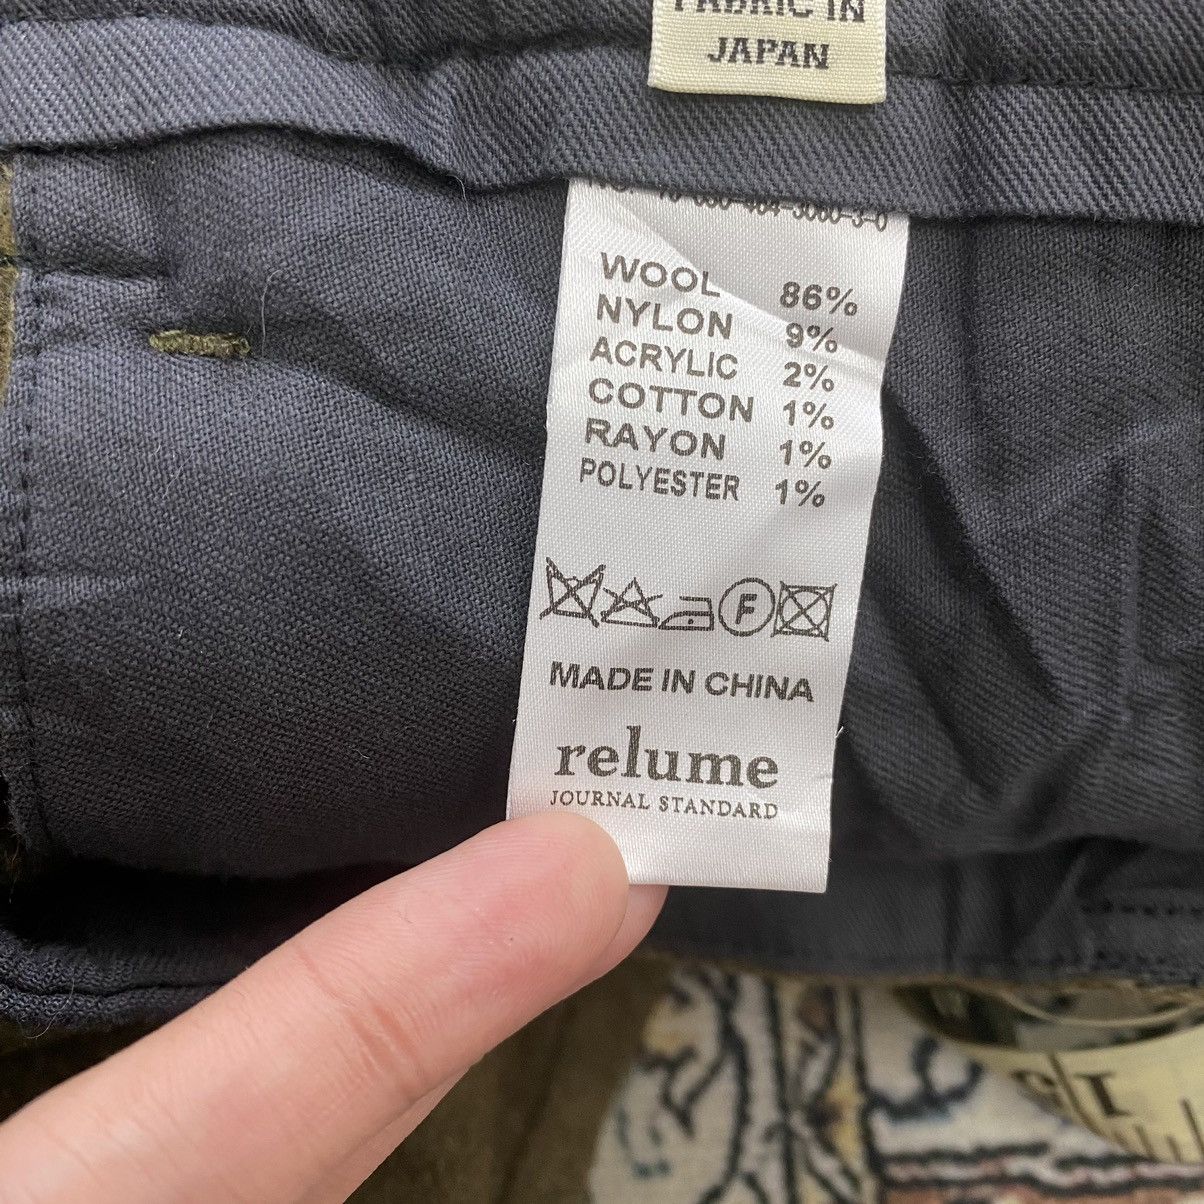 FABRIC IN
JAPAN
WOOL 86%
NYLON 9%
ACRYLIC 2%
COTTON 1%
RAYON 1%
POLYESTER 1%
F
MADE IN CHINA
relume
JOURNAL STANDARD